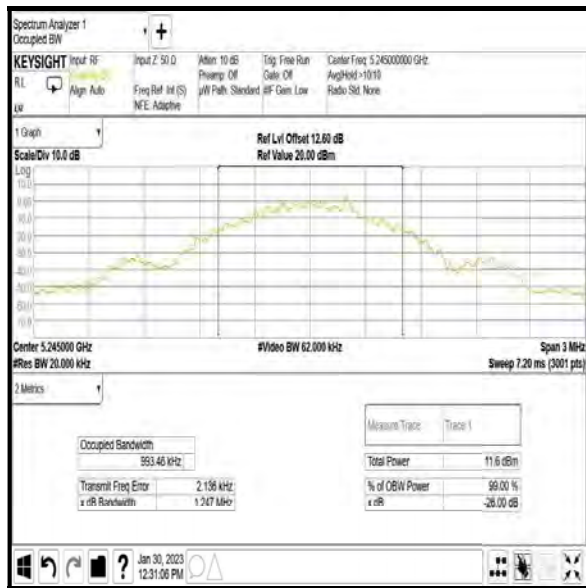 Spectrum Analyzer 1
Occupied BW
KEYSIGHT Input: RF Input Z: 50 Ω Atten: 10 dB Trig: Free Run Center Freq: 5.245000000 GHz
Preamp: Off Gate: Off Avg|Hold >10/10
R L Align: Auto Freq Ref: Int (S) µW Path: Standard #IF Gain: Low Radio Std: None
NFE: Adaptive
1 Graph
Ref Lvl Offset 12.60 dB
Scale/Div 10.0 dB Ref Value 20.00 dBm
Log
10.0
0.00
Center 5.245000 GHz #Video BW 62.000 kHz Span 3 MHz
#Res BW 20.000 kHz Sweep 7.20 ms (3001 pts)
2 Metrics
Measure Trace Trace 1
Occupied Bandwidth
993.46 kHz
Total Power 11.6 dBm
Transmit Freq Error 2.136 kHz
% of OBW Power 99.00 %
x dB Bandwidth 1.247 MHz
x dB -26.00 dB
Jan 30, 2023
12:31:06 PM